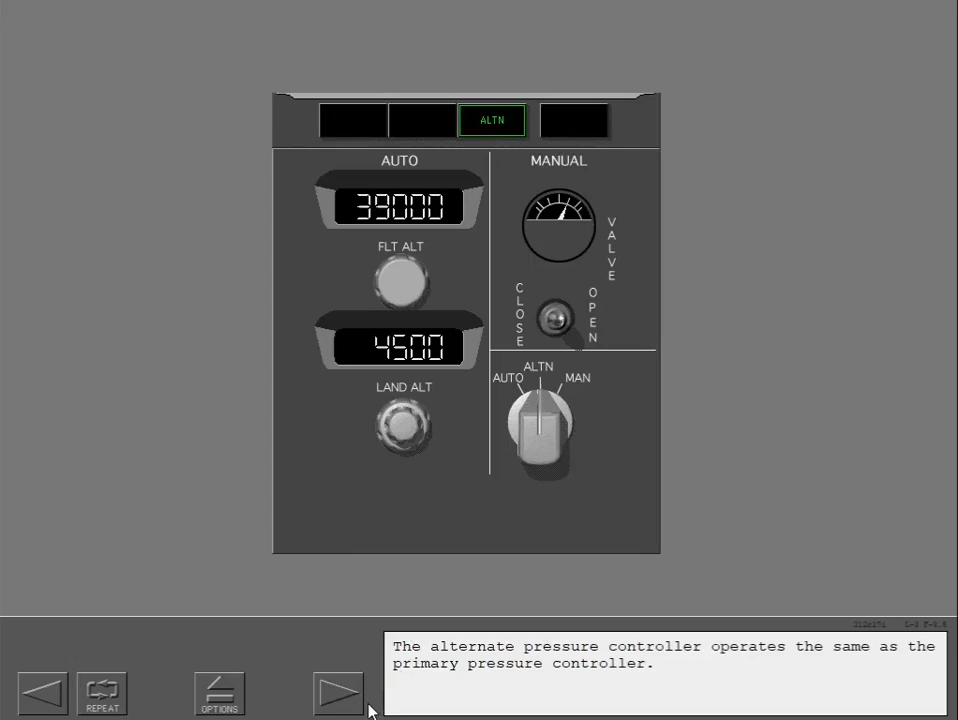 ALTN
AUTO
MANUAL
39000
FLT ALT
VALVE
CLOSE
OPEN
4500
LAND ALT
AUTO
ALTN
MAN
The alternate pressure controller operates the same as the
primary pressure controller.
REPEAT
OPTIONS